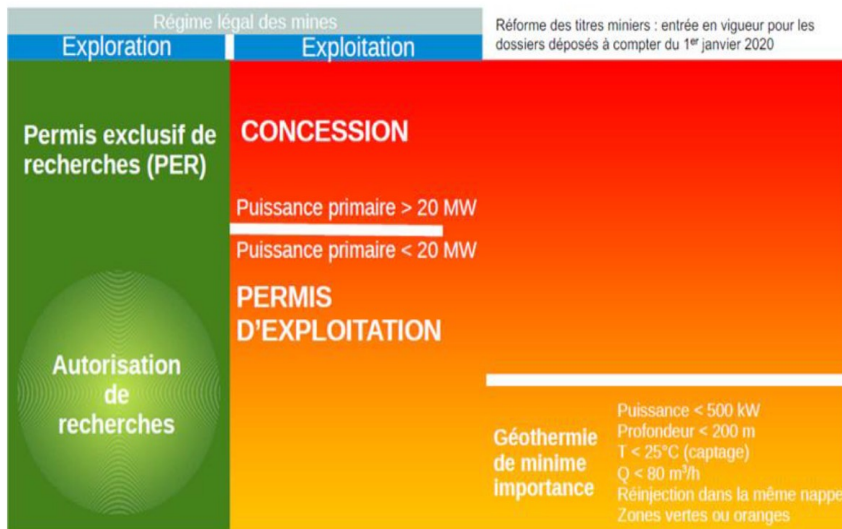 Régime légal des mines
Exploration
Exploitation
Réforme des titres miniers : entrée en vigueur pour les
dossiers déposés à compter du 1er janvier 2020
Permis exclusif de
recherches (PER)
CONCESSION
Puissance primaire > 20 MW
Puissance primaire < 20 MW
PERMIS
D’EXPLOITATION
Autorisation
de
recherches
Géothermie
de minime
importance
Puissance < 500 kW
Profondeur < 200 m
T < 25°C (captage)
Q < 80 m³/h
Réinjection dans la même nappe
Zones vertes ou oranges